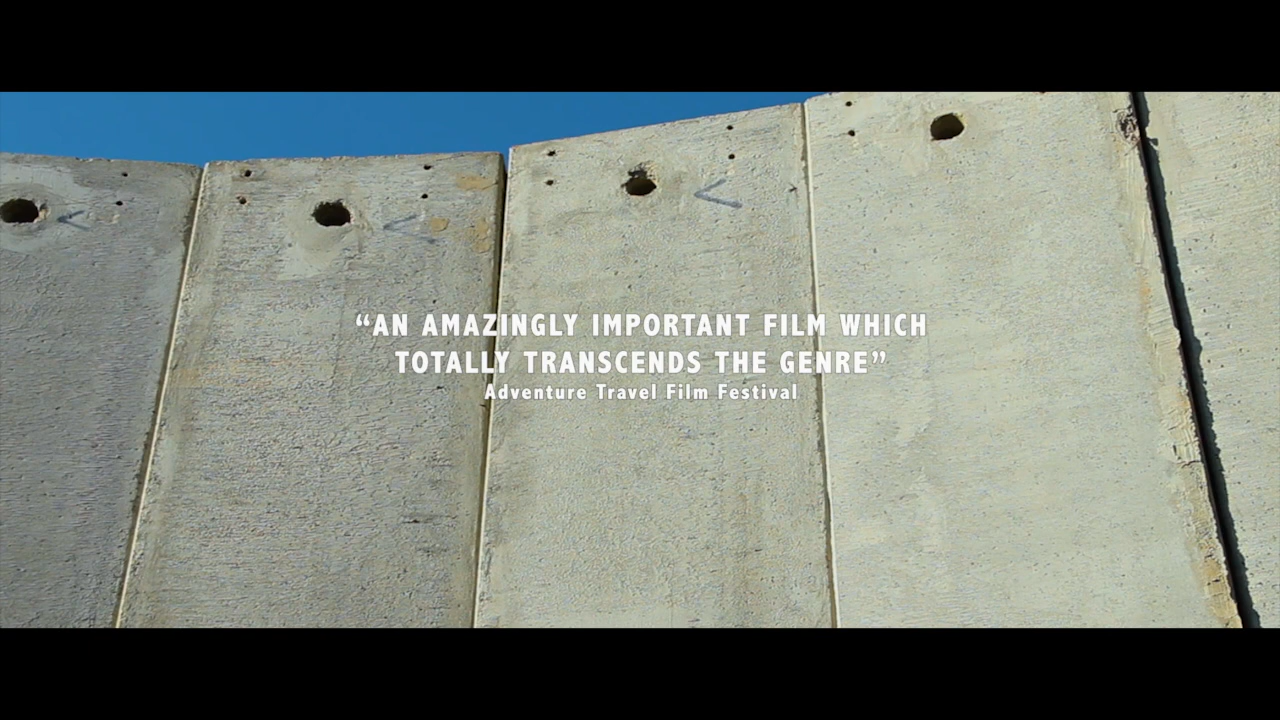 “AN AMAZINGLY IMPORTANT FILM WHICH
TOTALLY TRANSCENDS THE GENRE”
Adventure Travel Film Festival